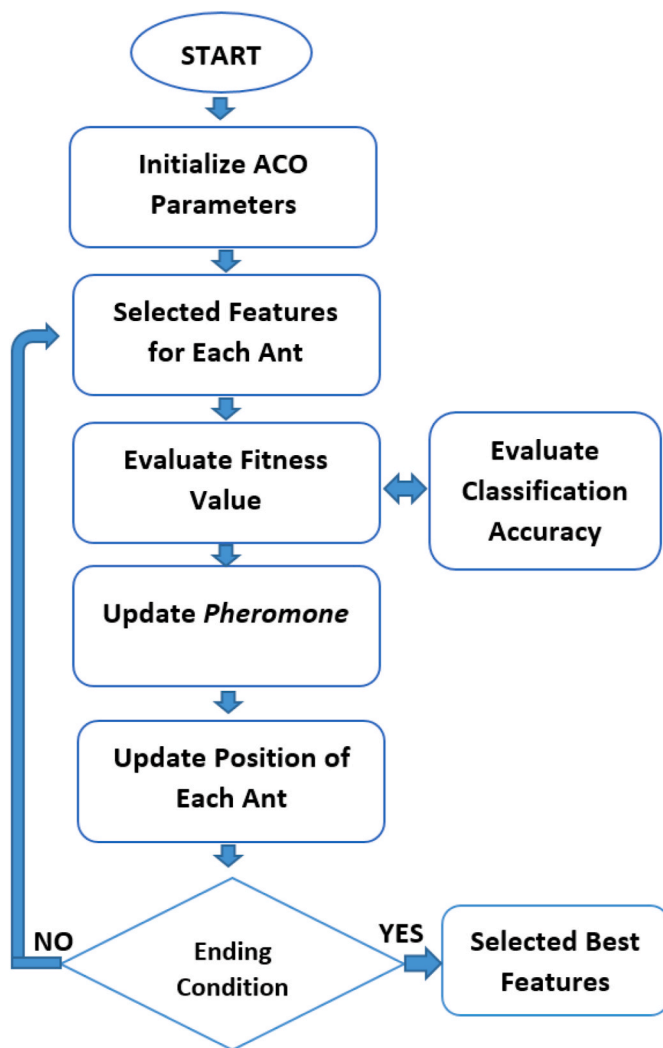 START
Initialize ACO
Parameters
Selected Features
for Each Ant
Evaluate Fitness
Value
Evaluate
Classification
Accuracy
Update Pheromone
Update Position of
Each Ant
NO
Ending
Condition
YES
Selected Best
Features